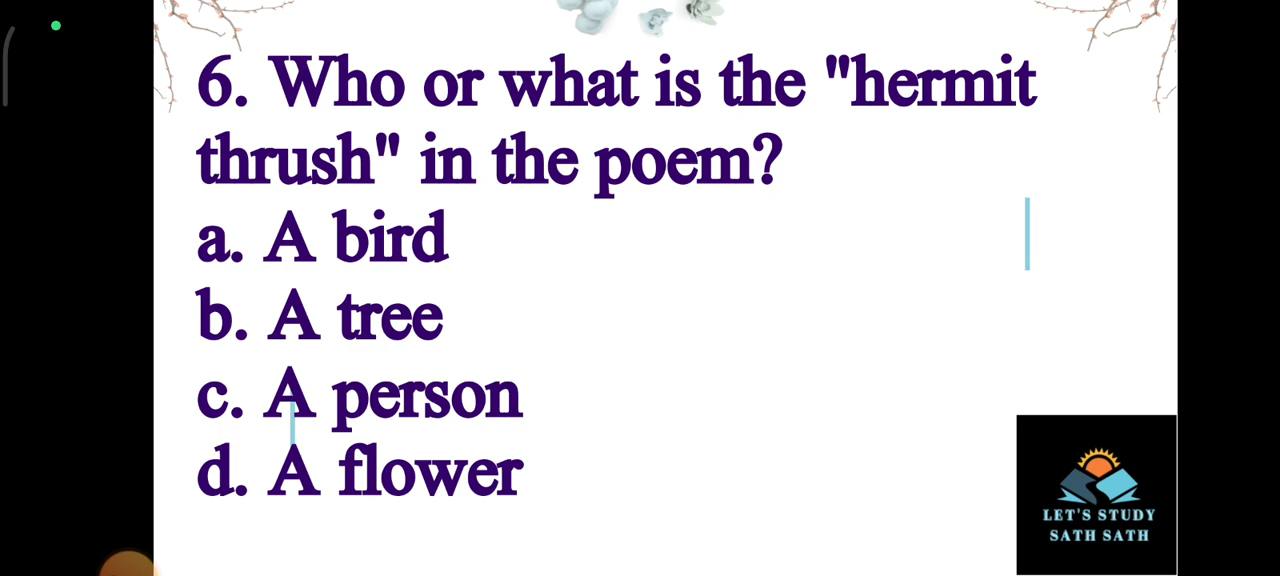 6. Who or what is the "hermit
thrush" in the poem?
a. A bird
b. A tree
c. A person
d. A flower
LET'S STUDY
SATH SATH